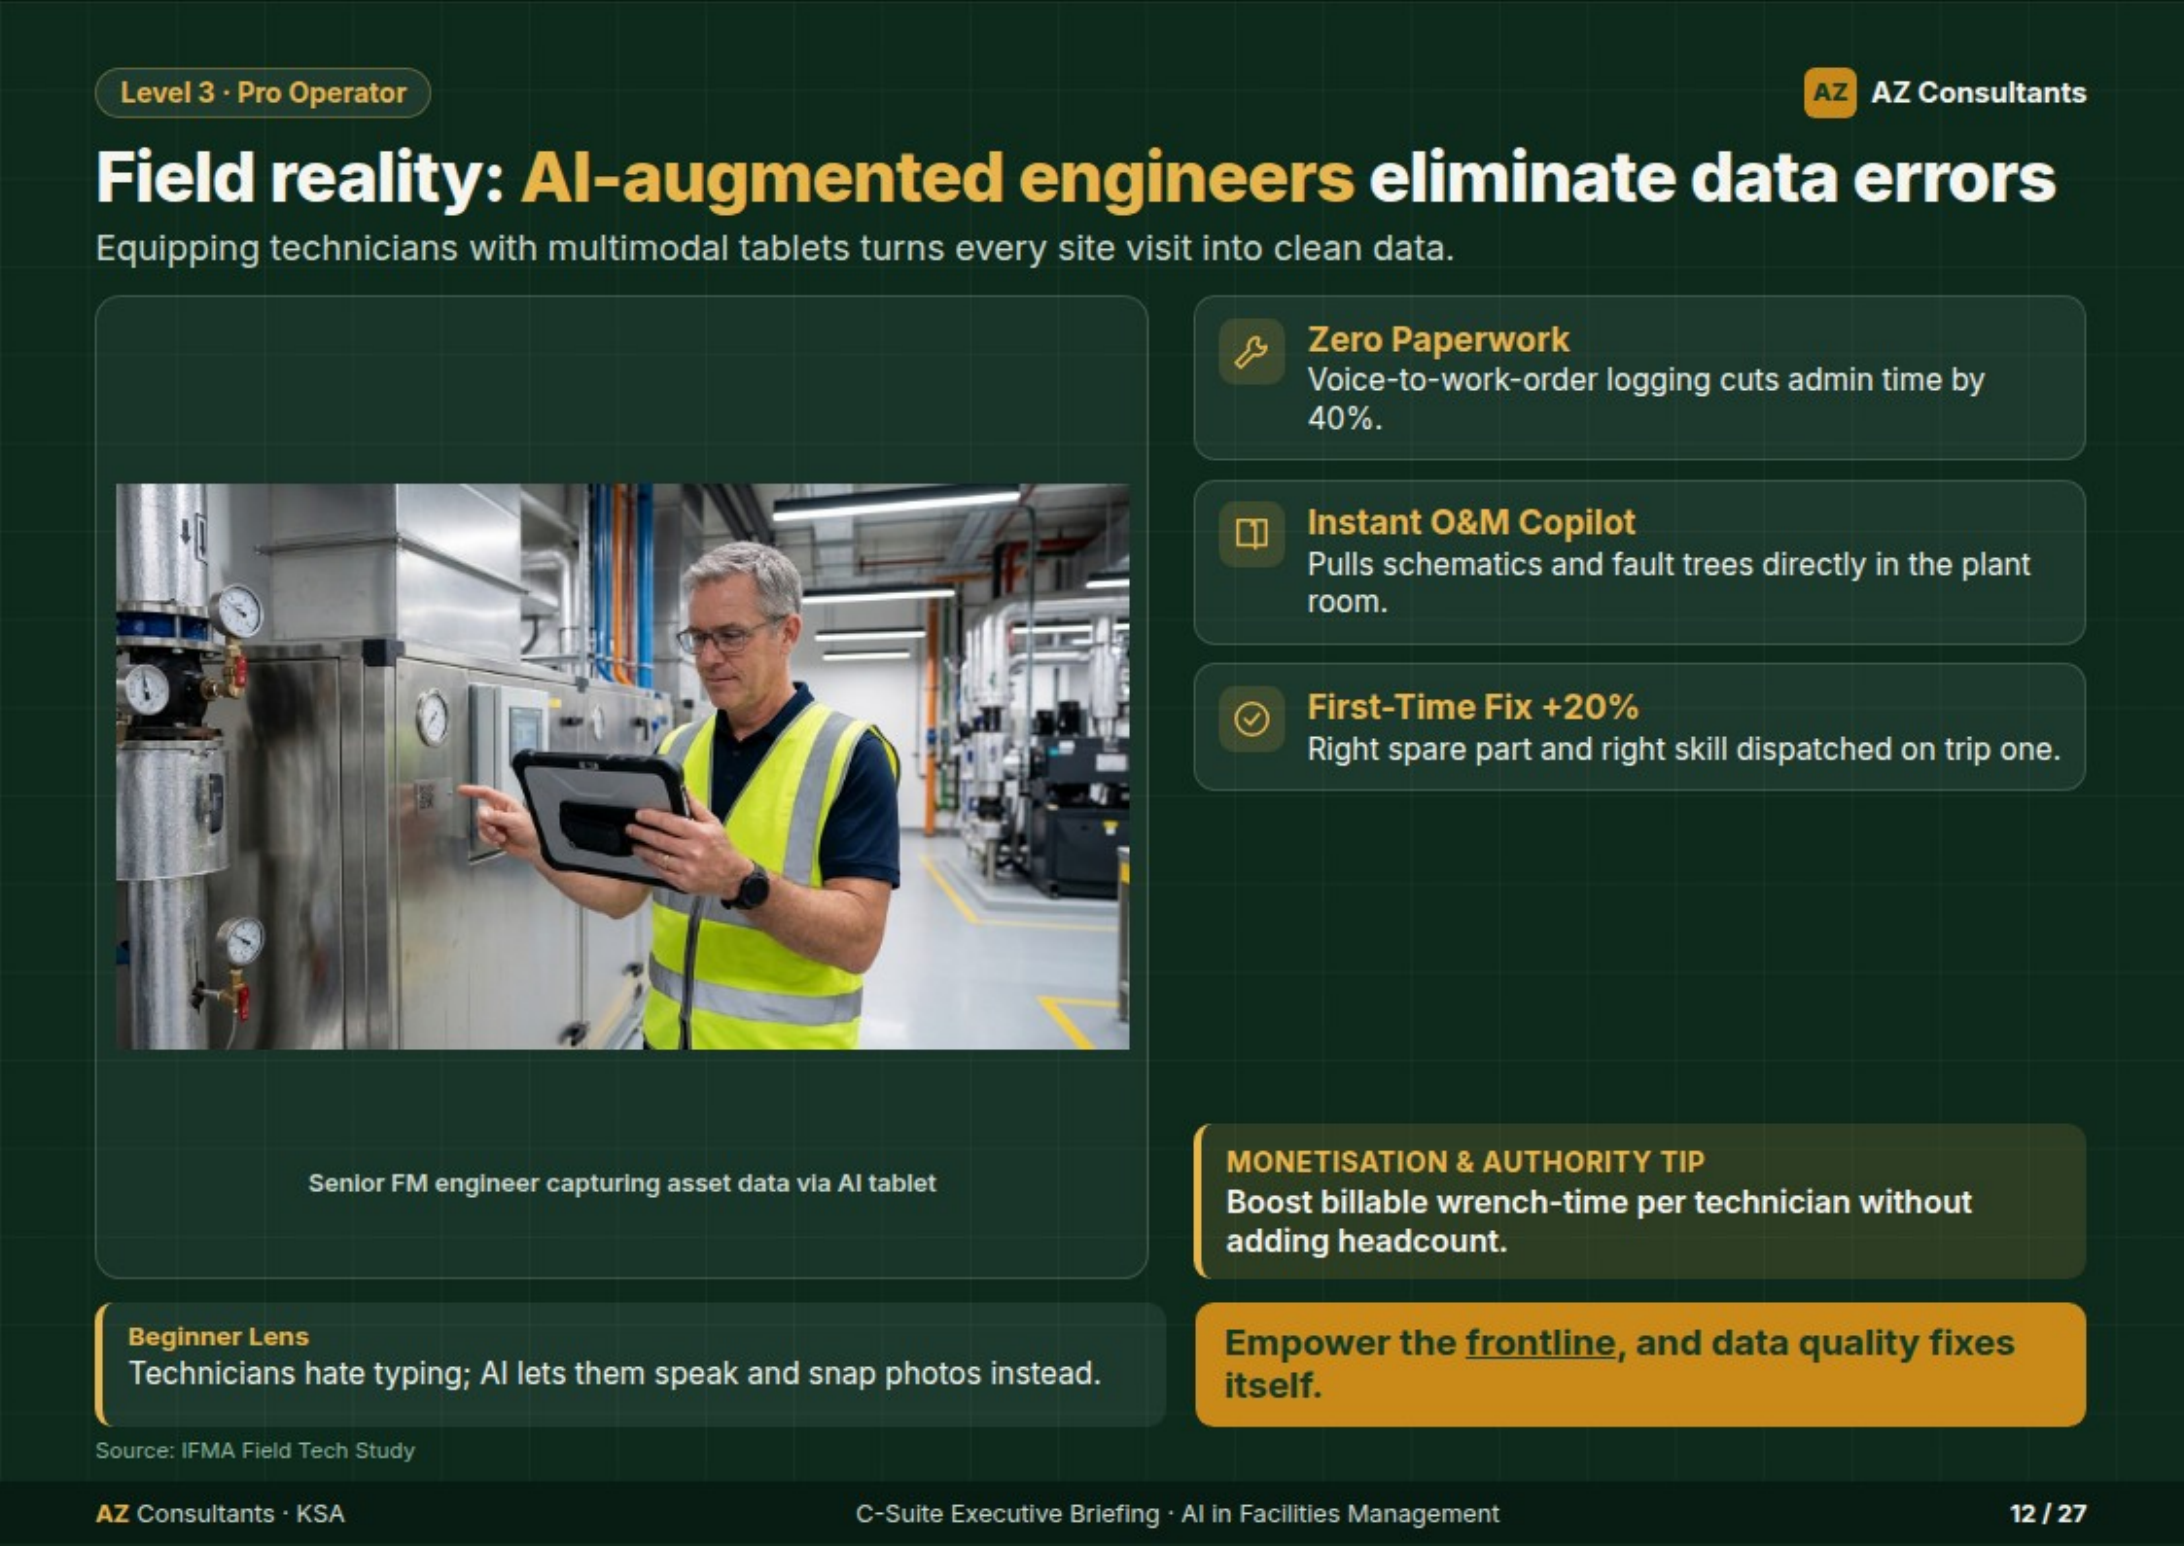 Level 3 · Pro Operator
AZ AZ Consultants
Field reality: AI-augmented engineers eliminate data errors
Equipping technicians with multimodal tablets turns every site visit into clean data.
Senior FM engineer capturing asset data via AI tablet
Zero Paperwork
Voice-to-work-order logging cuts admin time by
40%.
Instant O&M Copilot
Pulls schematics and fault trees directly in the plant
room.
First-Time Fix +20%
Right spare part and right skill dispatched on trip one.
MONETISATION & AUTHORITY TIP
Boost billable wrench-time per technician without
adding headcount.
Beginner Lens
Technicians hate typing; AI lets them speak and snap photos instead.
Empower the frontline, and data quality fixes
itself.
Source: IFMA Field Tech Study
AZ Consultants · KSA
C-Suite Executive Briefing · AI in Facilities Management
12 / 27